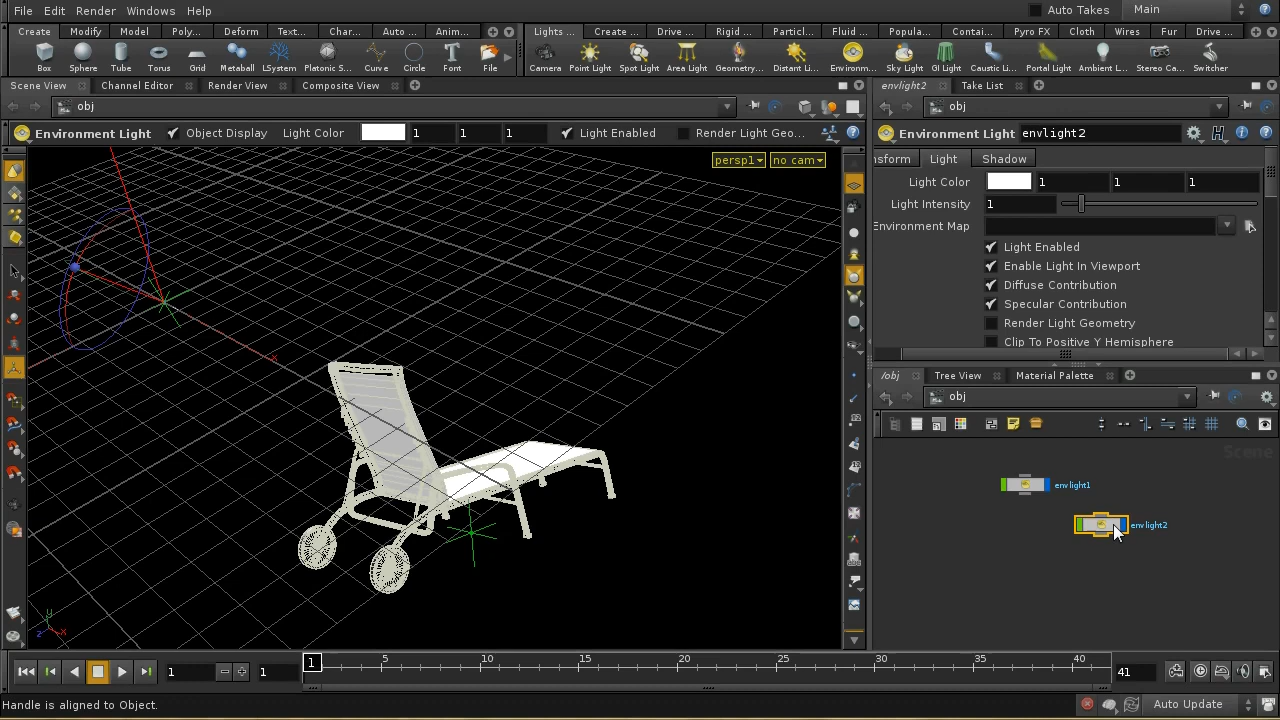 File Edit Render Windows Help
Auto Takes Main
Create Modify Model Poly... Deform Text... Char... Auto ... Anim...
Lights ... Create ... Drive ... Rigid ... Particl... Fluid ... Popula... Contai... Pyro FX Cloth Wires Fur Drive ...
Box Sphere Tube Torus Grid Metaball LSystem Platonic S... Curve Circle Font File
Camera Point Light Spot Light Area Light Geometry... Distant Li... Environm... Sky Light GI Light Caustic Li... Portal Light Ambient L... Stereo Ca... Switcher
Scene View Channel Editor Render View Composite View
envlight2 Take List
obj
obj
Environment Light Object Display Light Color 1 1 1 Light Enabled Render Light Geo...
Environment Light envlight2
persp1 no cam
nsform Light Shadow
Light Color 1 1 1
Light Intensity 1
Environment Map
Light Enabled
Enable Light In Viewport
Diffuse Contribution
Specular Contribution
Render Light Geometry
Clip To Positive Y Hemisphere
x
/obj Tree View Material Palette
obj
Scene
envlight1
envlight2
y
z x
1 1 1 5 10 15 20 25 30 35 40 41
Handle is aligned to Object.
Auto Update